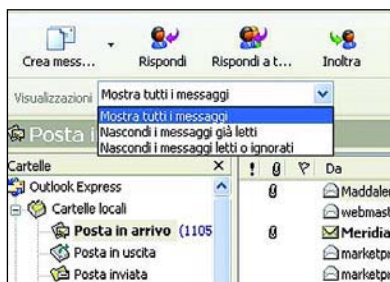 Crea mess... Rispondi Rispondi a t... Inoltra
Visualizzazioni Mostra tutti i messaggi
Mostra tutti i messaggi
Nascondi i messaggi già letti
Nascondi i messaggi letti o ignorati
Posta i
Cartelle × ! Da
Outlook Express Maddale
Cartelle locali webmast
Posta in arrivo (1105 Meridia
Posta in uscita marketpr
Posta inviata marketpr